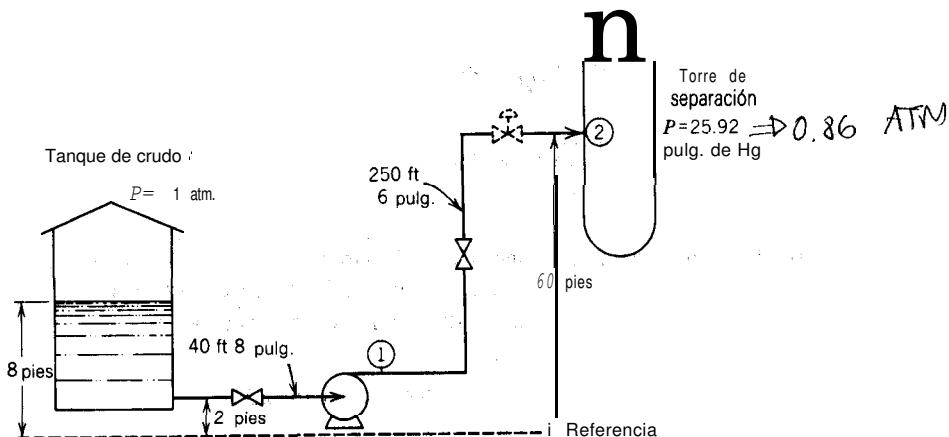 n
Torre de
separación
P=25.92 ⇒ 0.86 ATM
pulg. de Hg
Tanque de crudo
P= 1 atm.
250 ft
6 pulg.
2
60 pies
40 ft 8 pulg.
1
8 pies
2 pies
i Referencia